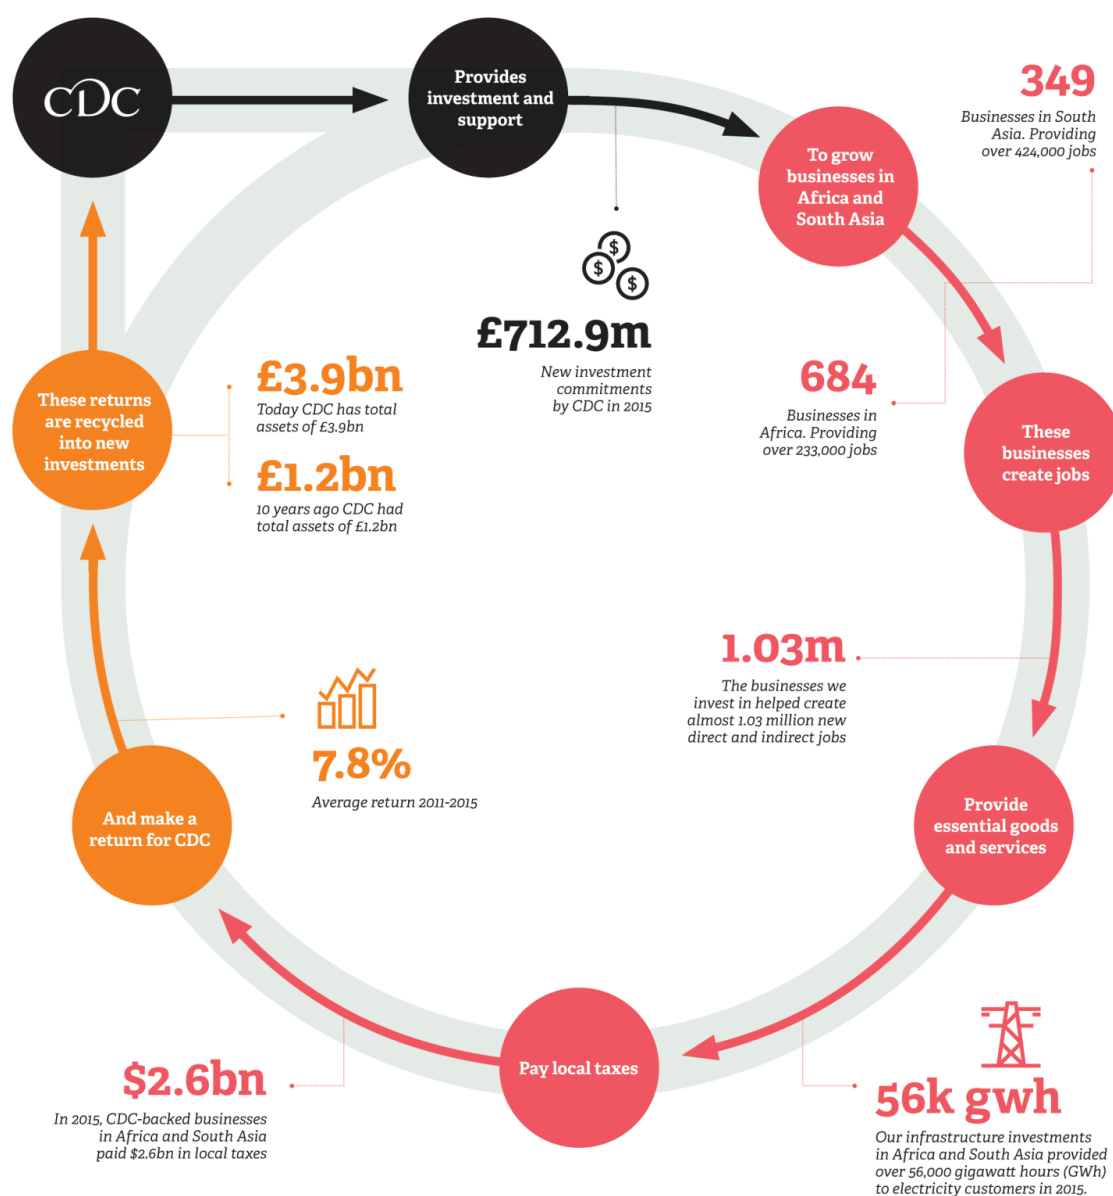 CDC
Provides
investment and
support
To grow
businesses in
Africa and
South Asia
349
Businesses in South
Asia. Providing
over 424,000 jobs
$
$
$
£712.9m
New investment
commitments
by CDC in 2015
684
Businesses in
Africa. Providing
over 233,000 jobs
These
businesses
create jobs
These returns
are recycled
into new
investments
£3.9bn
Today CDC has total
assets of £3.9bn
£1.2bn
10 years ago CDC had
total assets of £1.2bn
1.03m
The businesses we
invest in helped create
almost 1.03 million new
direct and indirect jobs
7.8%
Average return 2011-2015
And make a
return for CDC
Provide
essential goods
and services
Pay local taxes
$2.6bn
In 2015, CDC-backed businesses
in Africa and South Asia
paid $2.6bn in local taxes
56k gwh
Our infrastructure investments
in Africa and South Asia provided
over 56,000 gigawatt hours (GWh)
to electricity customers in 2015.